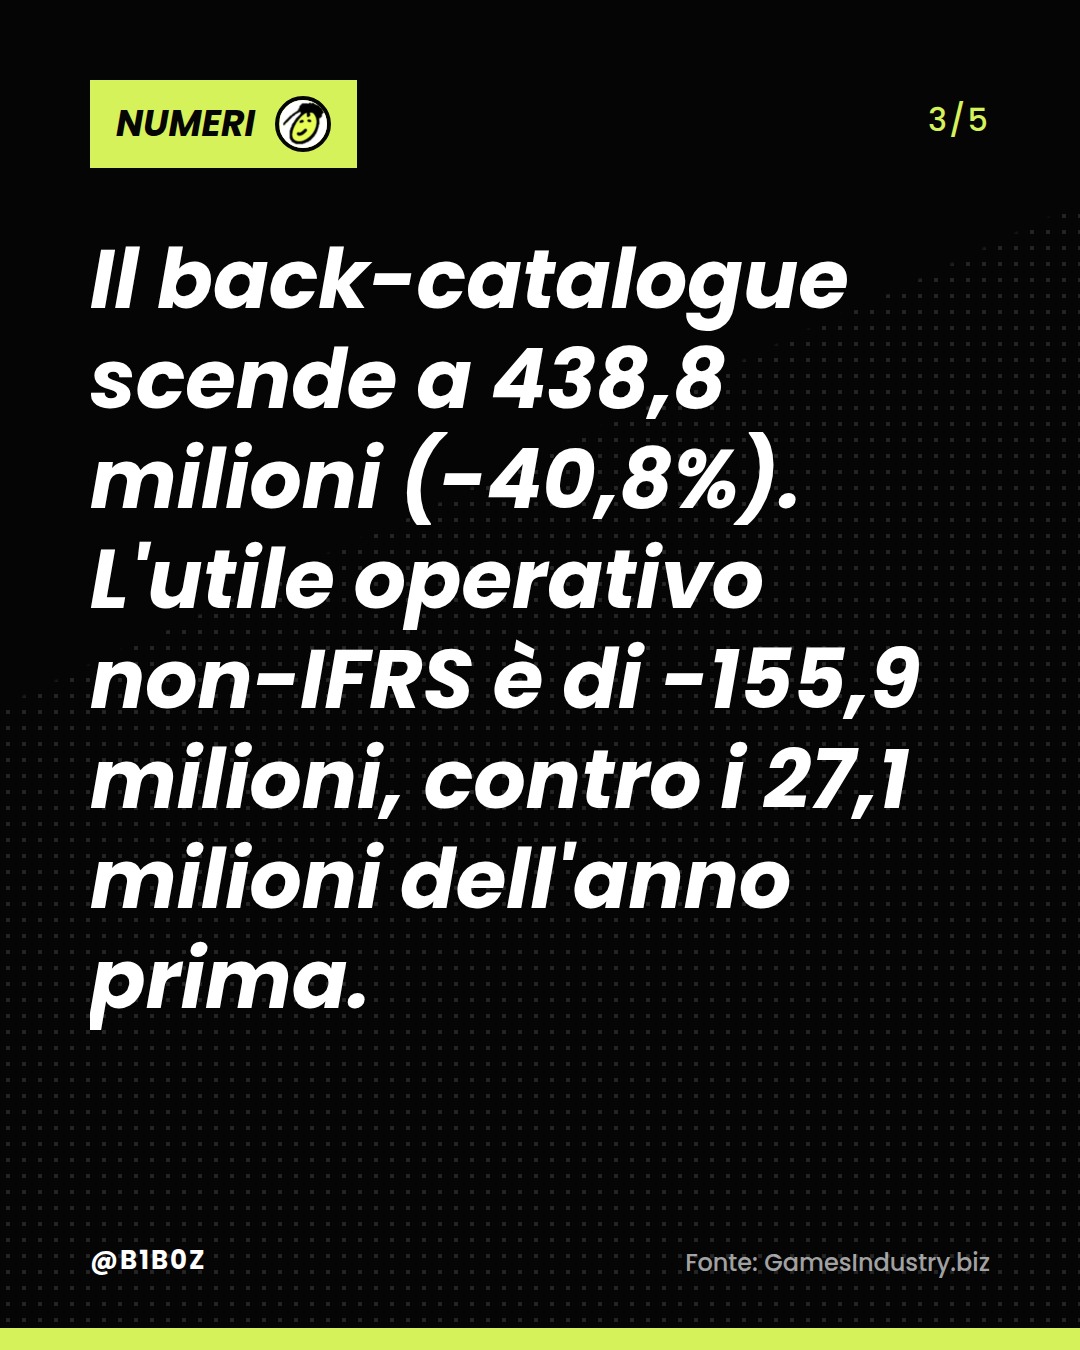 NUMERI
3/5
Il back-catalogue
scende a 438,8
milioni (-40,8%).
L'utile operativo
non-IFRS è di -155,9
milioni, contro i 27,1
milioni dell'anno
prima.
@B1B0Z
Fonte: GamesIndustry.biz